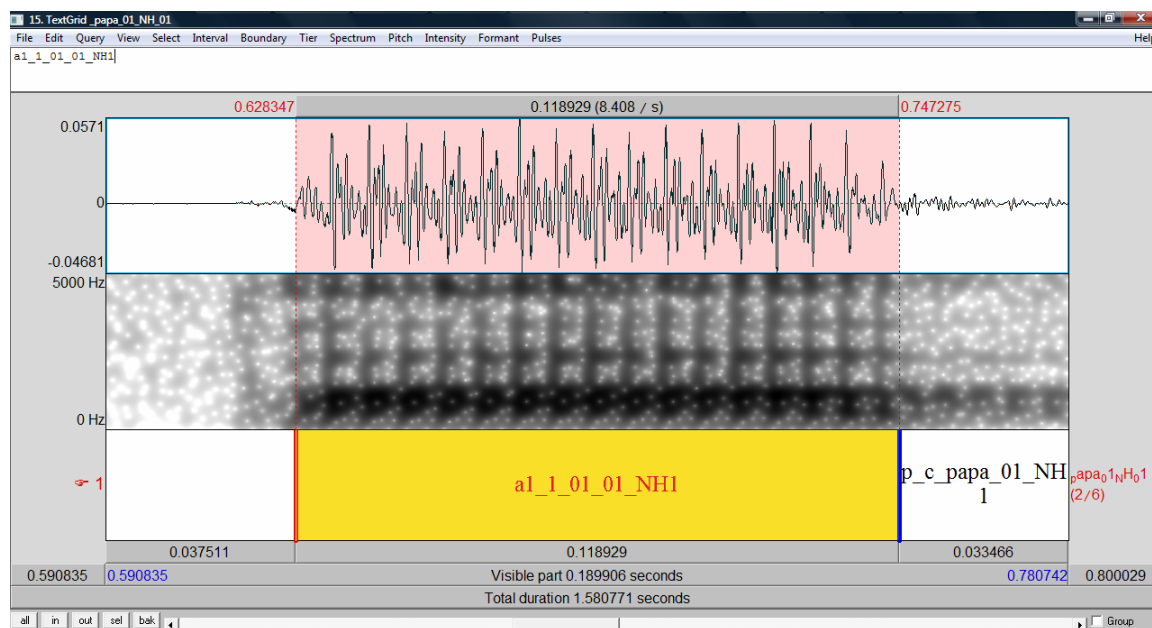 15. TextGrid _papa_01_NH_01
File Edit Query View Select Interval Boundary Tier Spectrum Pitch Intensity Formant Pulses Help
a1_1_01_01_NH1
0.628347 0.118929 (8.408 / s) 0.747275
0.0571
0
-0.04681
5000 Hz
0 Hz
1 a1_1_01_01_NH1 p_c_papa_01_NH
1
papa01NH01
(2/6)
0.037511 0.118929 0.033466
0.590835 0.590835 Visible part 0.189906 seconds 0.780742 0.800029
Total duration 1.580771 seconds
all in out sel bak Group